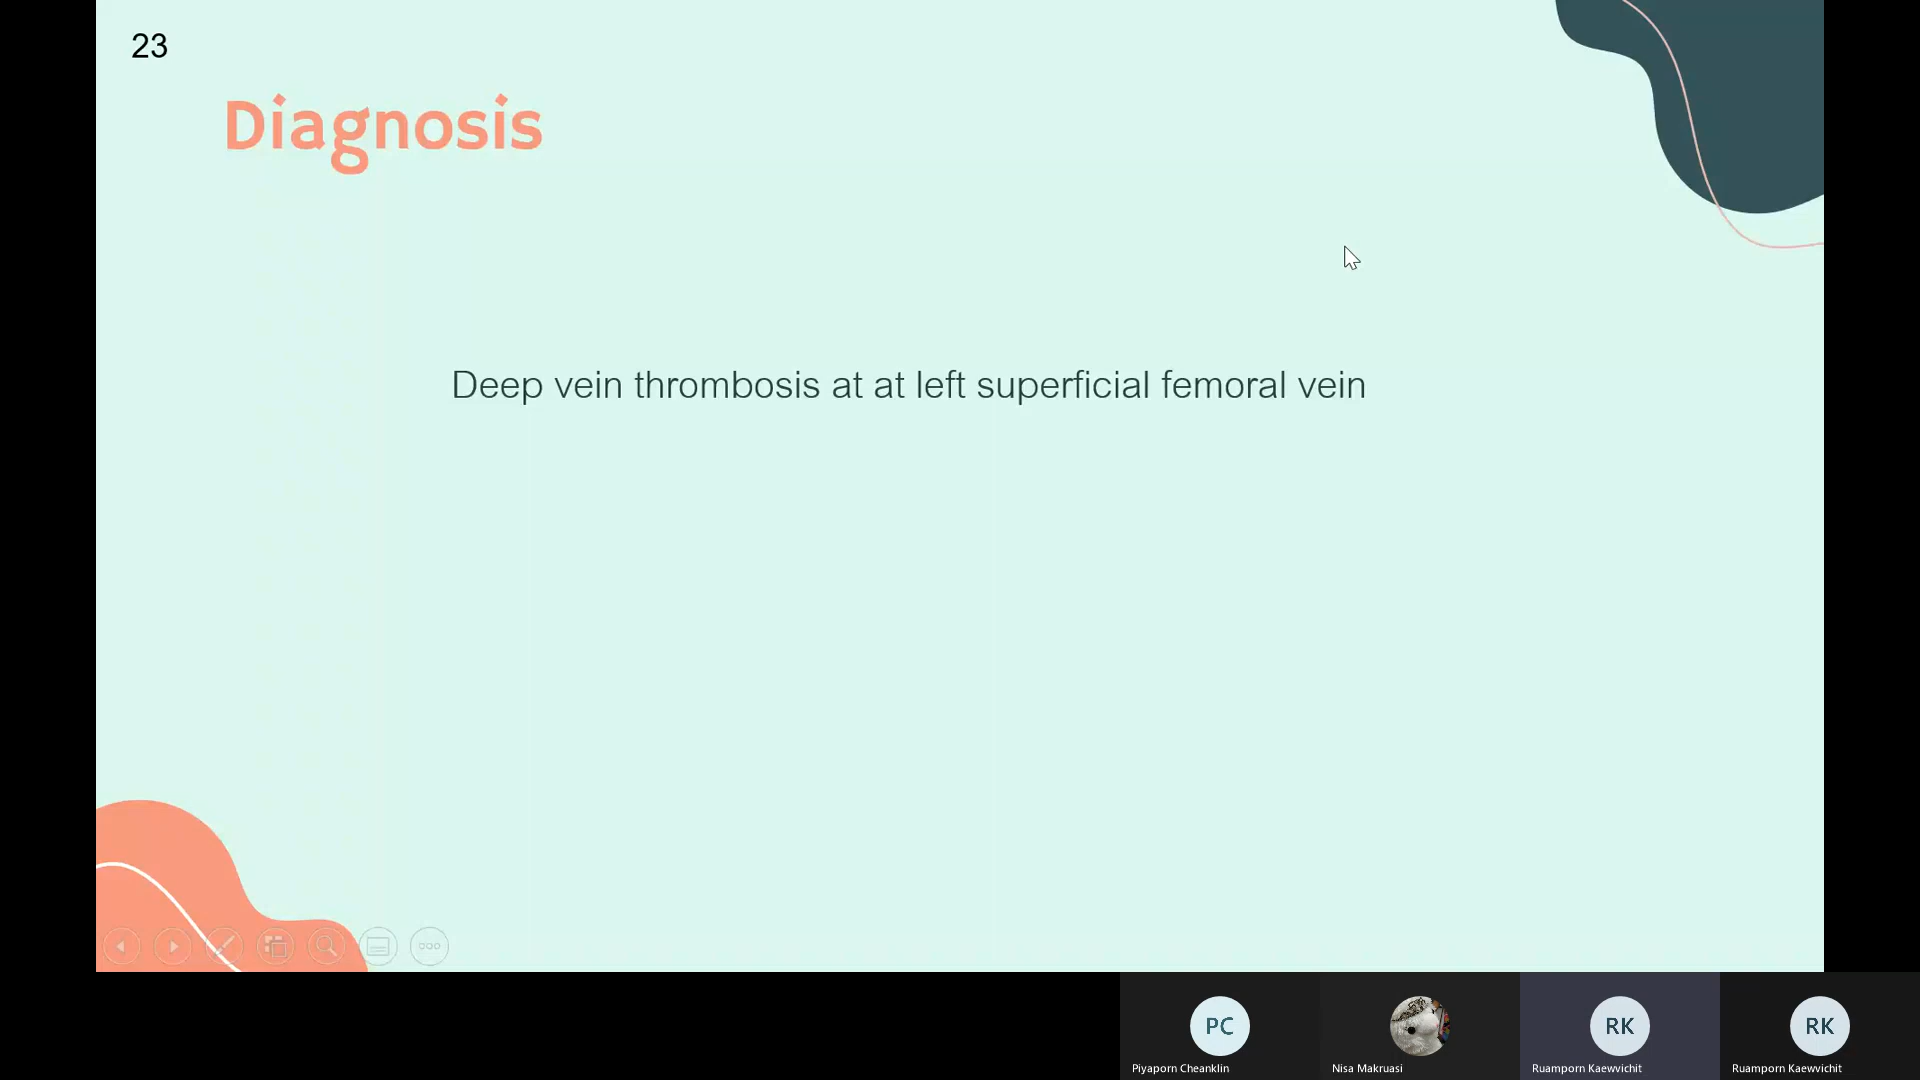 23
Diagnosis
Deep vein thrombosis at at left superficial femoral vein
PC
RK
RK
Piyaporn Cheanklin
Nisa Makruasi
Ruamporn Kaewvichit
Ruamporn Kaewvichit